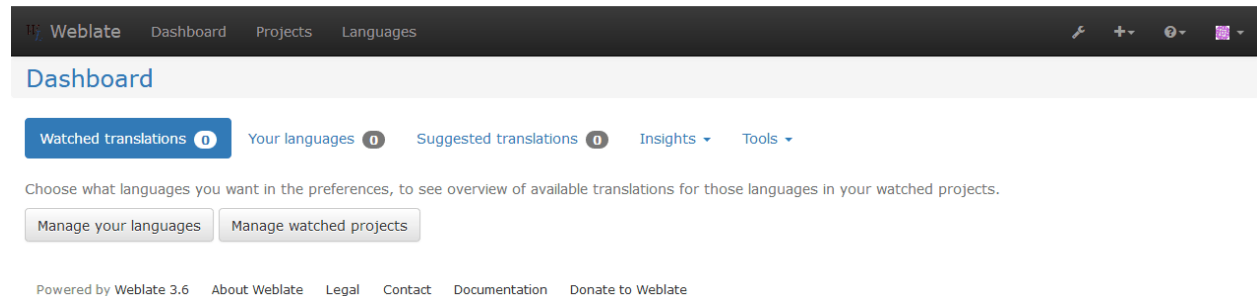 Weblate Dashboard Projects Languages
Dashboard
Watched translations 0 Your languages 0 Suggested translations 0 Insights Tools
Choose what languages you want in the preferences, to see overview of available translations for those languages in your watched projects.
Manage your languages Manage watched projects
Powered by Weblate 3.6 About Weblate Legal Contact Documentation Donate to Weblate